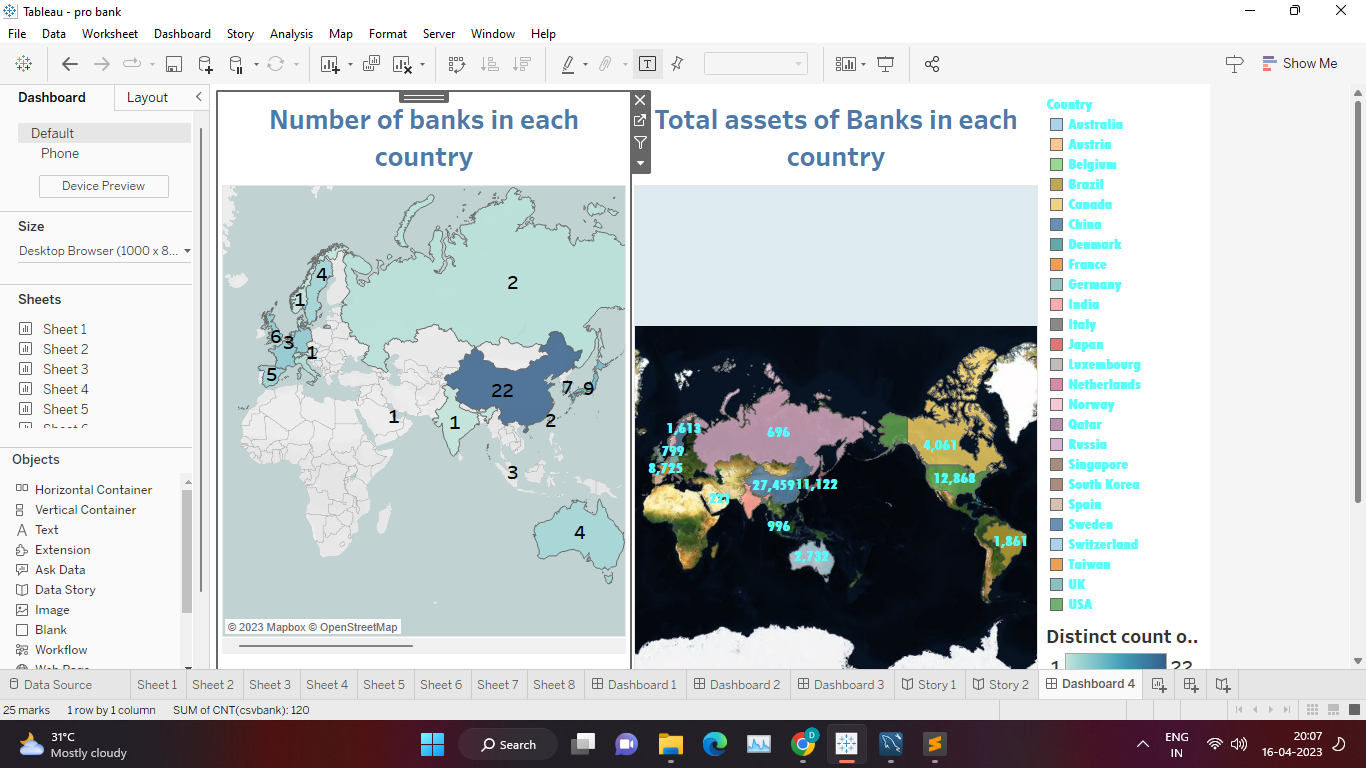 Tableau - pro bank
File Data Worksheet Dashboard Story Analysis Map Format Server Window Help
T
Show Me
Dashboard Layout
Default
Phone
Device Preview
Size
Desktop Browser (1000 x 8...
Sheets
Sheet 1
Sheet 2
Sheet 3
Sheet 4
Sheet 5
Objects
Horizontal Container
Vertical Container
A Text
Extension
Ask Data
Data Story
Image
Blank
Workflow
Number of banks in each
country
4
2
1
6
3
1
5
22
7
9
1
1
2
3
4
© 2023 Mapbox © OpenStreetMap
Total assets of Banks in each
country
1,613
696
799
4,061
8,725
12,868
27,459
11,122
221
996
1,861
2,732
Country
Australia
Austria
Belgium
Brazil
Canada
China
Denmark
France
Germany
India
Italy
Japan
Luxembourg
Netherlands
Norway
Qatar
Russia
Singapore
South Korea
Spain
Sweden
Switzerland
Taiwan
UK
USA
Distinct count o..
1 22
Data Source Sheet 1 Sheet 2 Sheet 3 Sheet 4 Sheet 5 Sheet 6 Sheet 7 Sheet 8 Dashboard 1 Dashboard 2 Dashboard 3 Story 1 Story 2 Dashboard 4
25 marks 1 row by 1 column SUM of CNT(csvbank): 120
31°C
Mostly cloudy
Search
D
ENG
IN
20:07
16-04-2023